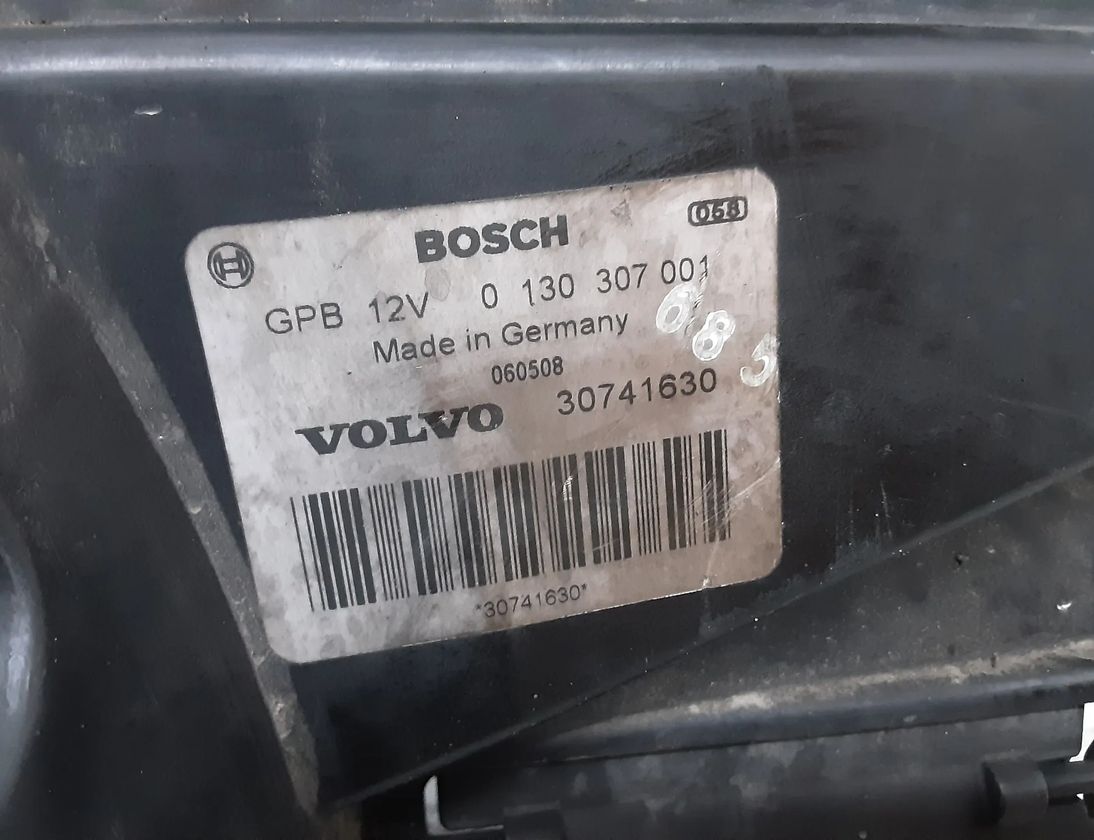 BOSCH
058
GPB 12V 0 130 307 001
Made in Germany
060508
VOLVO 30741630
*30741630*